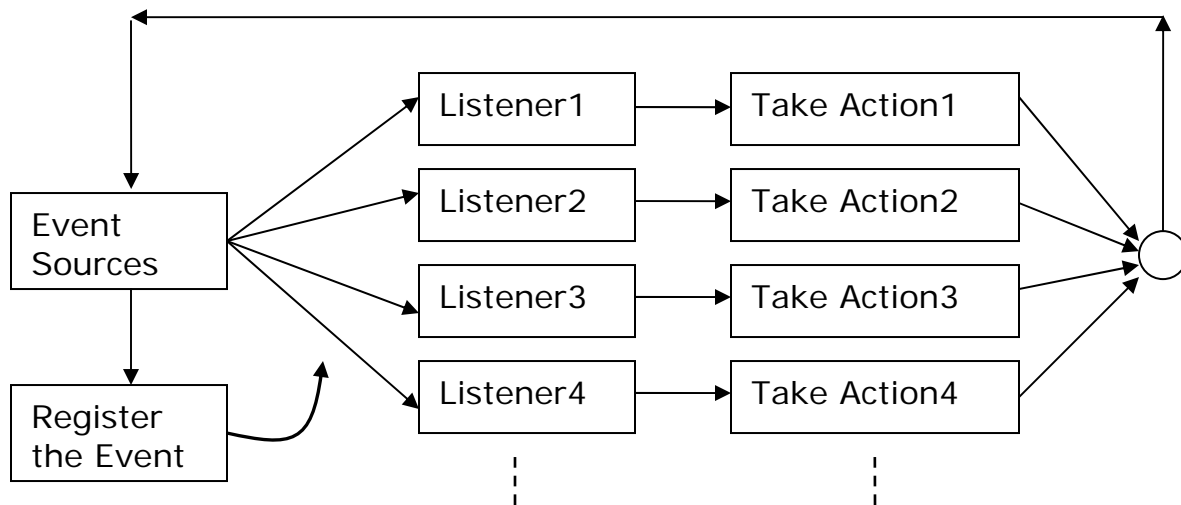 Listener1
Take Action1
Listener2
Take Action2
Event
Sources
Listener3
Take Action3
Listener4
Take Action4
Register
the Event